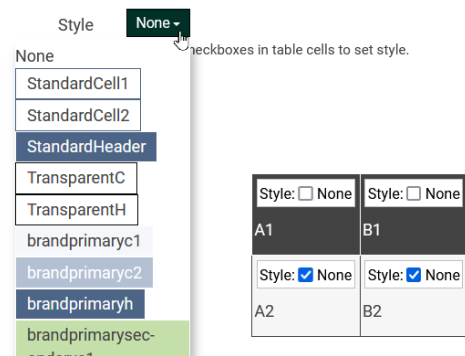 Style None
heckboxes in table cells to set style.
None
StandardCell1
StandardCell2
StandardHeader
TransparentC
TransparentH
brandprimaryc1
brandprimaryc2
brandprimaryh
brandprimarysec-
Style: None Style: None
A1 B1
Style: None Style: None
A2 B2